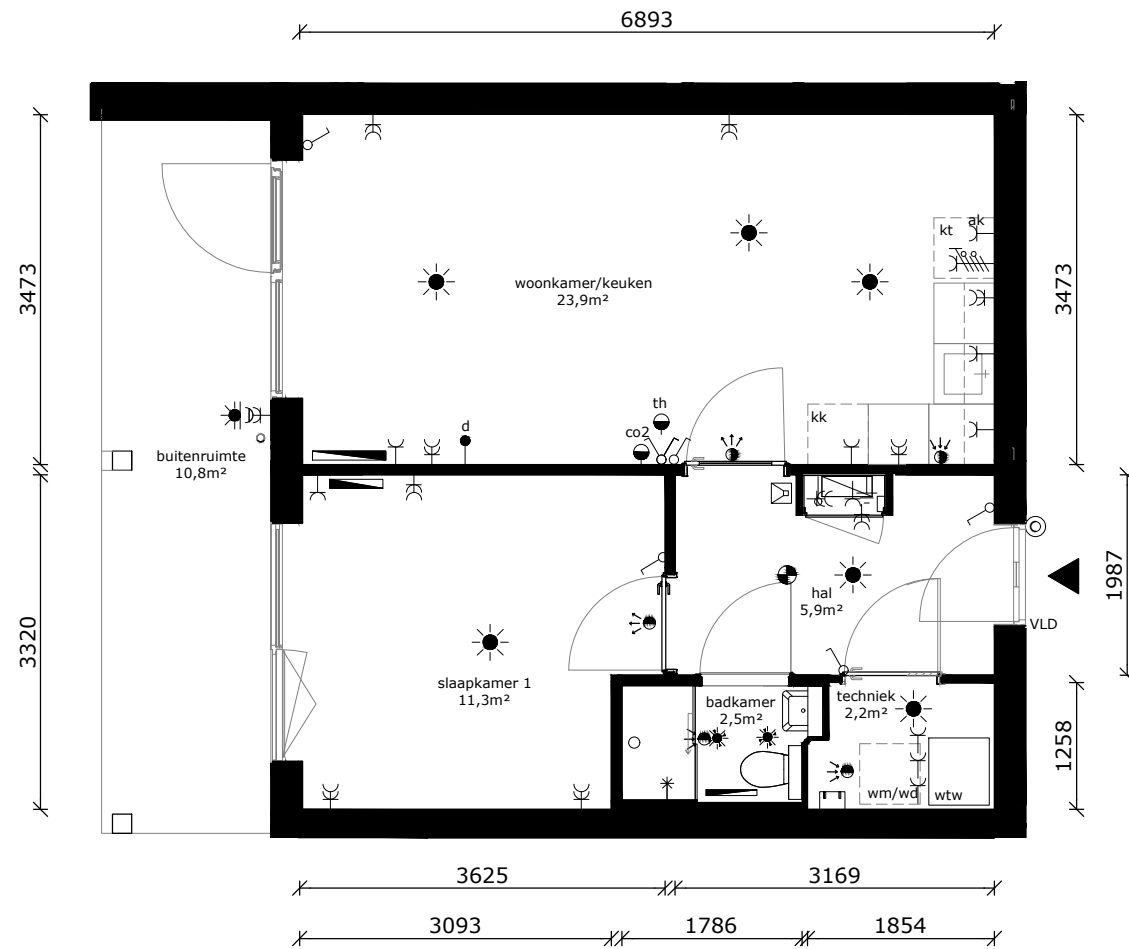 6893
3473
3473
kt
ak
woonkamer/keuken
23,9m²
th
co2
d
kk
buitenruimte
10,8m²
1987
hal
5,9m²
VLD
3320
slaapkamer 1
11,3m²
badkamer
2,5m²
techniek
2,2m²
1258
wm/wd
wtw
3625
3169
3093
1786
1854